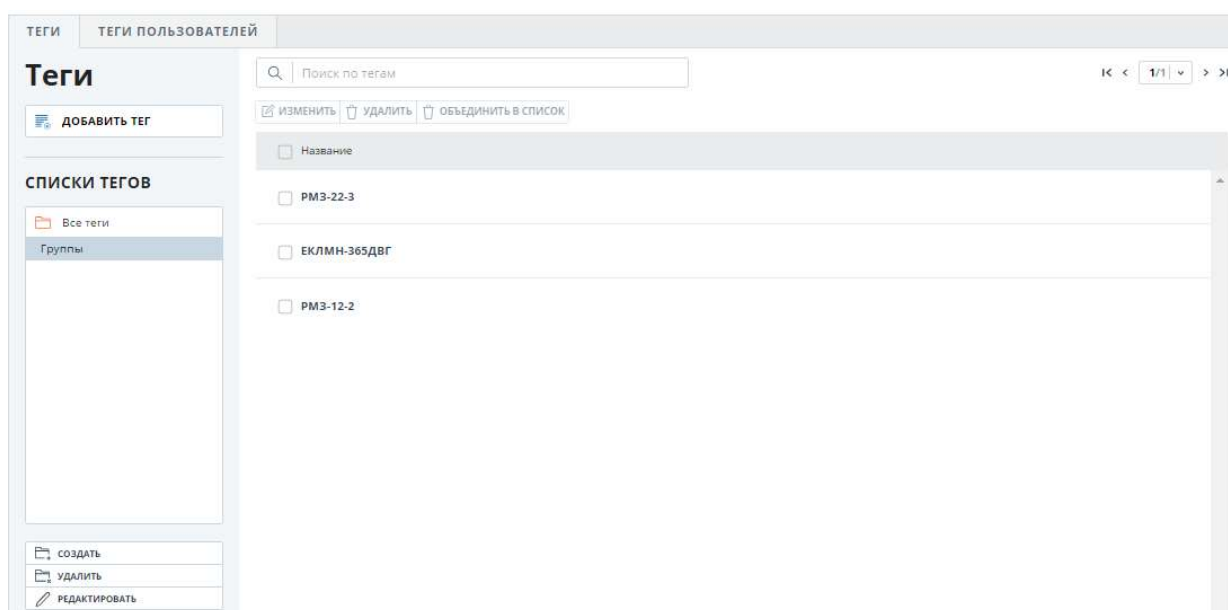 ТЕГИ ТЕГИ ПОЛЬЗОВАТЕЛЕЙ
Теги
Поиск по тегам
1/1
ДОБАВИТЬ ТЕГ
ИЗМЕНИТЬ УДАЛИТЬ ОБЪЕДИНИТЬ В СПИСОК
Название
СПИСКИ ТЕГОВ
Все теги
Группы
РМЗ-22-3
ЕКЛМН-365ДВГ
РМЗ-12-2
СОЗДАТЬ
УДАЛИТЬ
РЕДАКТИРОВАТЬ